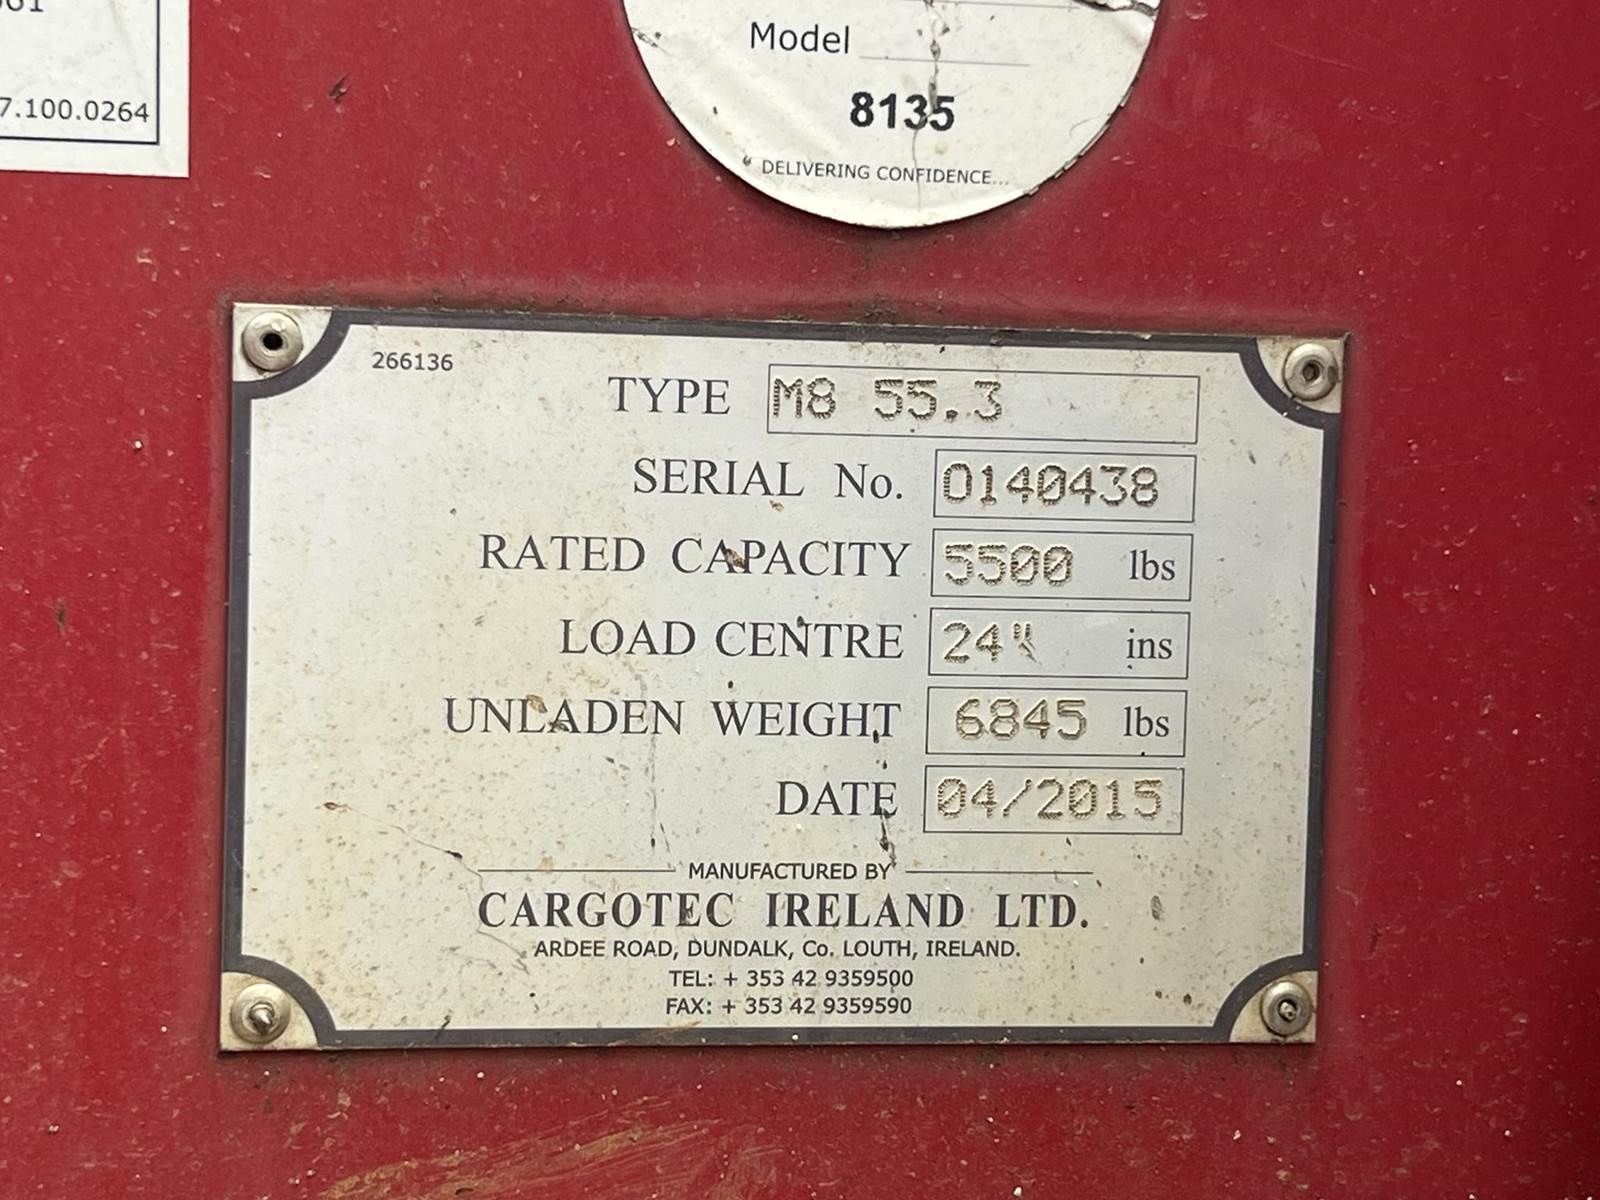 7.100.0264
Model
8135
DELIVERING CONFIDENCE...
266136
TYPE M8 55.3
SERIAL No. 0140438
RATED CAPACITY 5500 lbs
LOAD CENTRE 24" ins
UNLADEN WEIGHT 6845 lbs
DATE 04/2015
MANUFACTURED BY
CARGOTEC IRELAND LTD.
ARDEE ROAD, DUNDALK, Co. LOUTH, IRELAND.
TEL: + 353 42 9359500
FAX: + 353 42 9359590